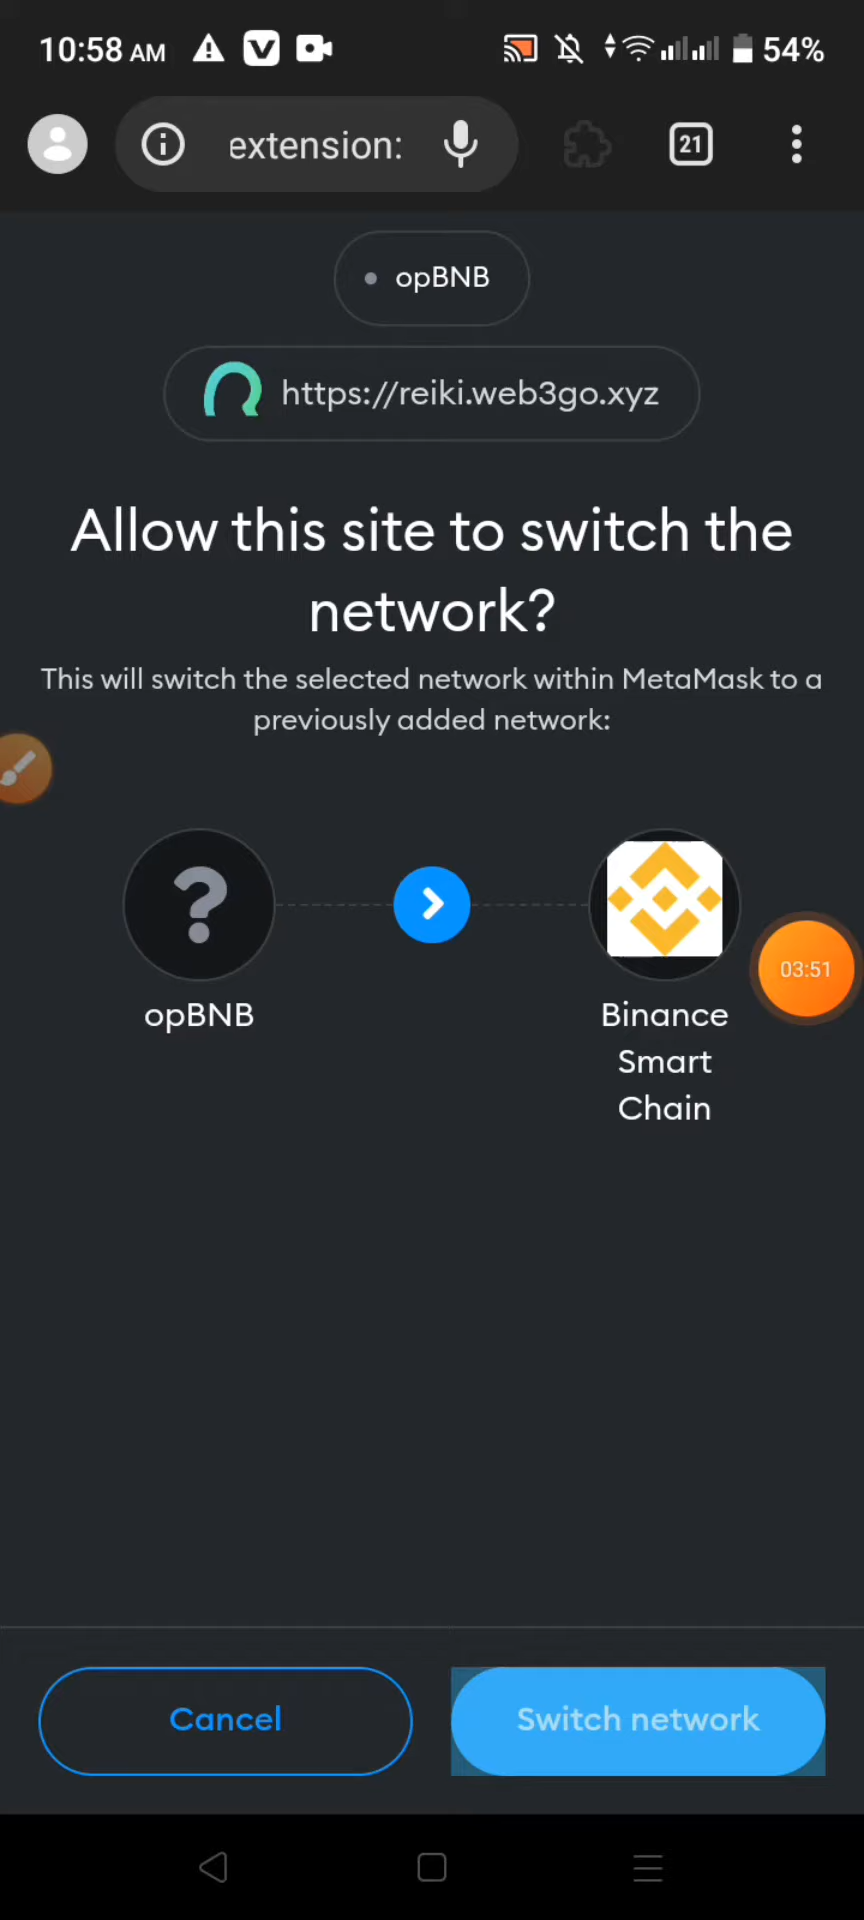 10:58 AM
54%
extension:
21
opBNB
https://reiki.web3go.xyz
Allow this site to switch the
network?
This will switch the selected network within MetaMask to a
previously added network:
opBNB
Binance
Smart
Chain
03:51
Cancel
Switch network